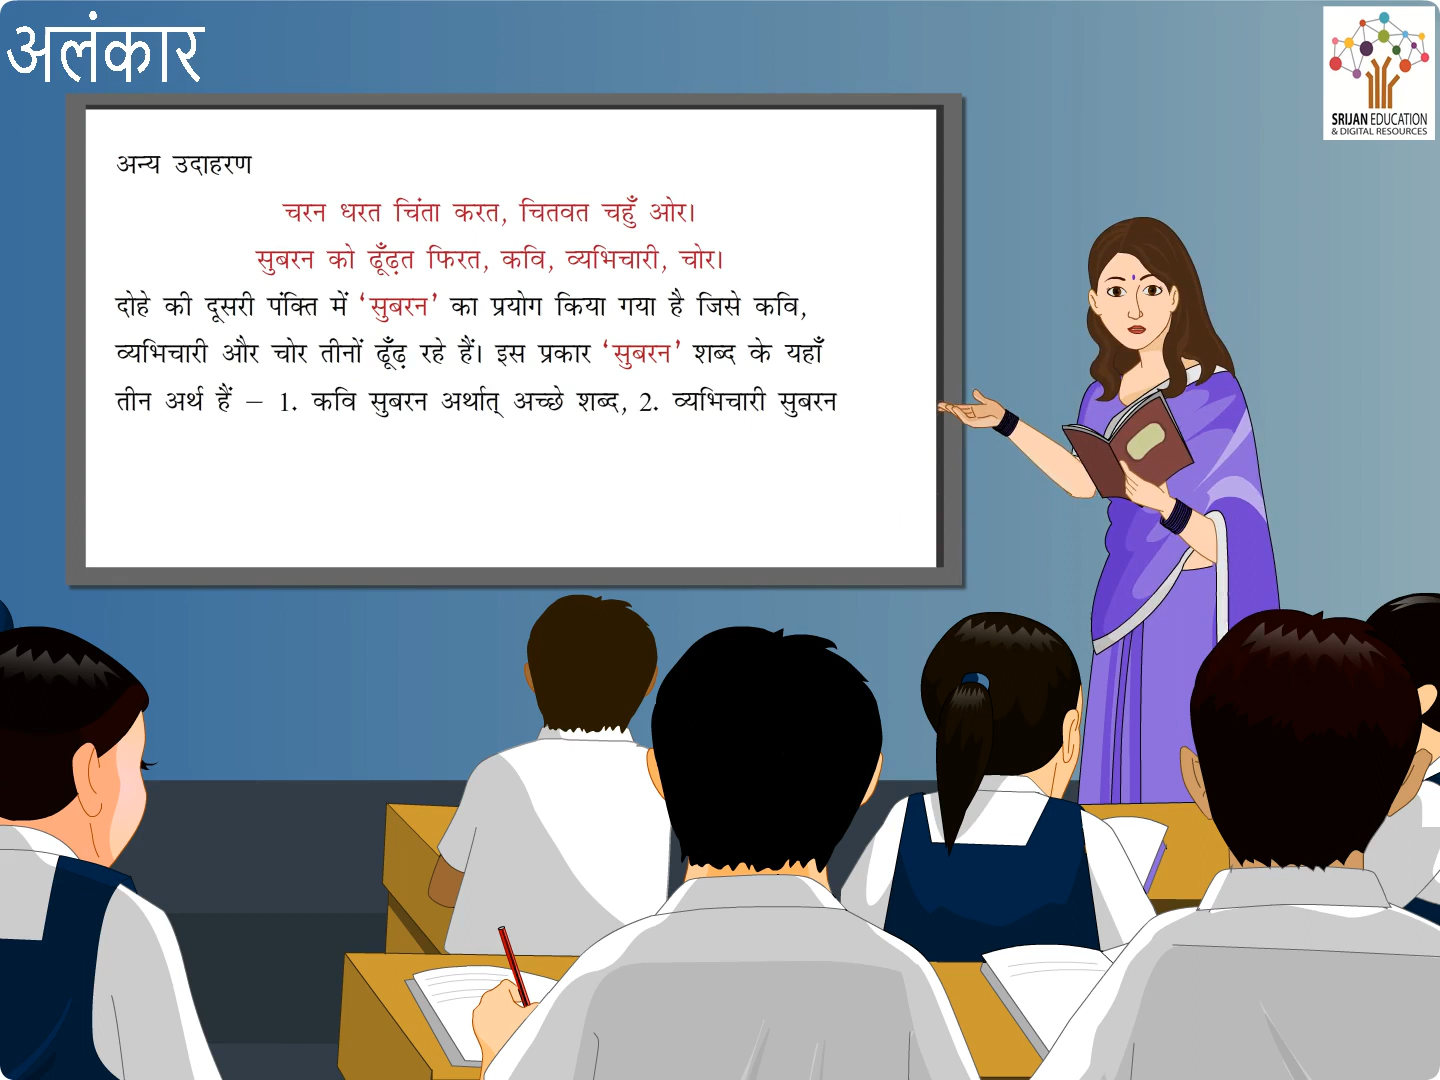 अलंकार
SRIJAN EDUCATION
& DIGITAL RESOURCES
अन्य उदाहरण
चरन धरत चिंता करत, चितवत चहुँ ओर।
सुबरन को ढूँढ़त फिरत, कवि, व्यभिचारी, चोर।
दोहे की दूसरी पंक्ति में ‘सुबरन’ का प्रयोग किया गया है जिसे कवि,
व्यभिचारी और चोर तीनों ढूँढ़ रहे हैं। इस प्रकार ‘सुबरन’ शब्द के यहाँ
तीन अर्थ हैं – 1. कवि सुबरन अर्थात् अच्छे शब्द, 2. व्यभिचारी सुबरन